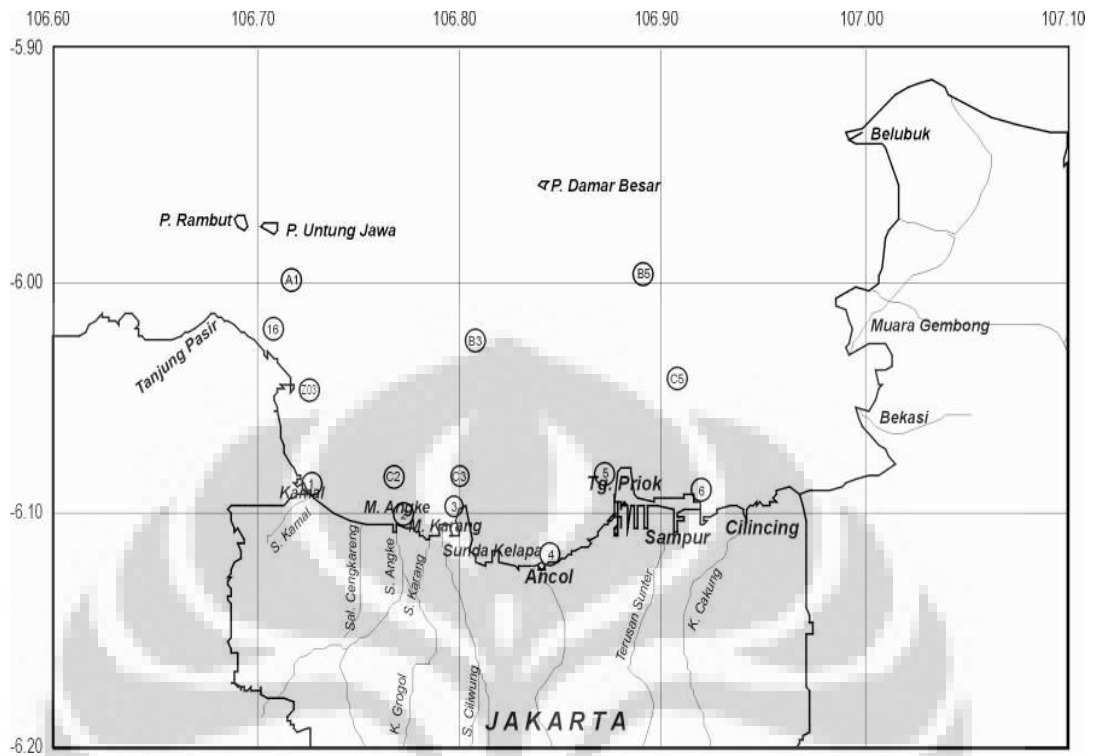 106.60 106.70 106.80 106.90 107.00 107.10
-5.90
Belubuk
P. Damar Besar
P. Rambut
P. Untung Jawa
-6.00
A1
B5
16
Tanjung Pasir
B3
Muara Gembong
Z03
C5
Bekasi
1
Kamal
C2
C3
5
Tg. Priok
6
M. Angke
2
3
-6.10
M. Karang
S. Kamal
Sunda Kelapa
4
Ancol
Sampur
Cilincing
Sal. Cengkareng
S. Angke
S. Karang
Terusan Sunter
K. Cakung
K. Grogol
S. Ciliwung
JAKARTA
-6.20